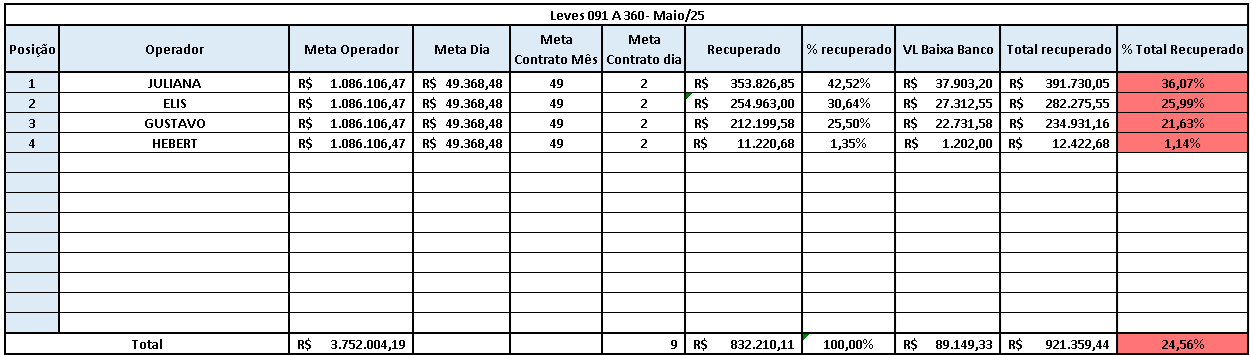 Leves 091 A 360- Maio/25
Posição Operador Meta Operador Meta Dia Meta Contrato Mês Meta Contrato dia Recuperado % recuperado VL Baixa Banco Total recuperado % Total Recuperado
1 JULIANA R$ 1.086.106,47 R$ 49.368,48 49 2 R$ 353.826,85 42,52% R$ 37.903,20 R$ 391.730,05 36,07%
2 ELIS R$ 1.086.106,47 R$ 49.368,48 49 2 R$ 254.963,00 30,64% R$ 27.312,55 R$ 282.275,55 25,99%
3 GUSTAVO R$ 1.086.106,47 R$ 49.368,48 49 2 R$ 212.199,58 25,50% R$ 22.731,58 R$ 234.931,16 21,63%
4 HEBERT R$ 1.086.106,47 R$ 49.368,48 49 2 R$ 11.220,68 1,35% R$ 1.202,00 R$ 12.422,68 1,14%
Total R$ 3.752.004,19 9 R$ 832.210,11 100,00% R$ 89.149,33 R$ 921.359,44 24,56%